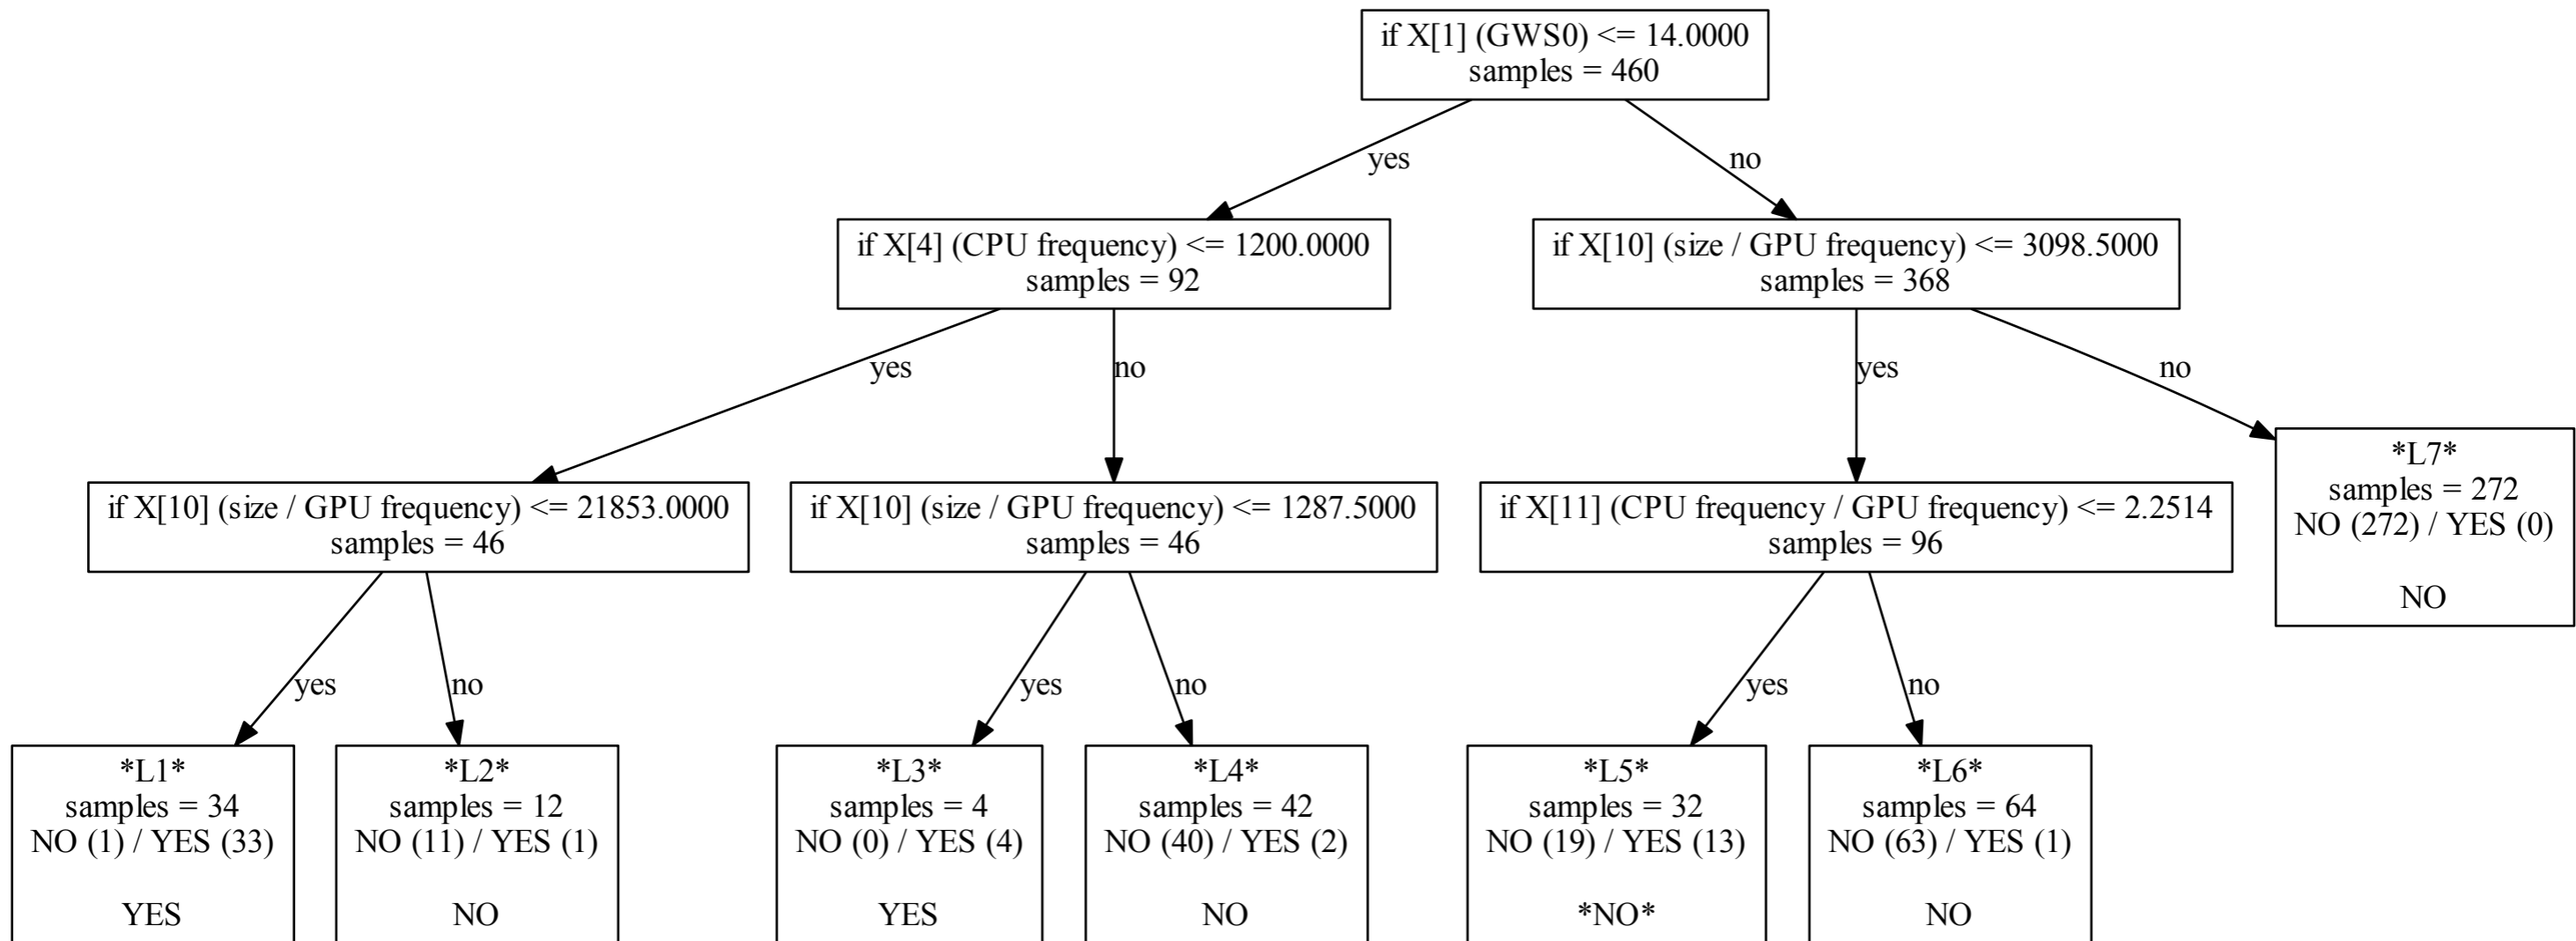 if X[1] (GWS0) <= 14.0000
samples = 460
yes
no
if X[4] (CPU frequency) <= 1200.0000
samples = 92
if X[10] (size / GPU frequency) <= 3098.5000
samples = 368
yes
no
yes
no
if X[10] (size / GPU frequency) <= 21853.0000
samples = 46
if X[10] (size / GPU frequency) <= 1287.5000
samples = 46
if X[11] (CPU frequency / GPU frequency) <= 2.2514
samples = 96
*L7*
samples = 272
NO (272) / YES (0)
NO
yes
no
yes
no
yes
no
*L1*
samples = 34
NO (1) / YES (33)
YES
*L2*
samples = 12
NO (11) / YES (1)
NO
*L3*
samples = 4
NO (0) / YES (4)
YES
*L4*
samples = 42
NO (40) / YES (2)
NO
*L5*
samples = 32
NO (19) / YES (13)
*NO*
*L6*
samples = 64
NO (63) / YES (1)
NO